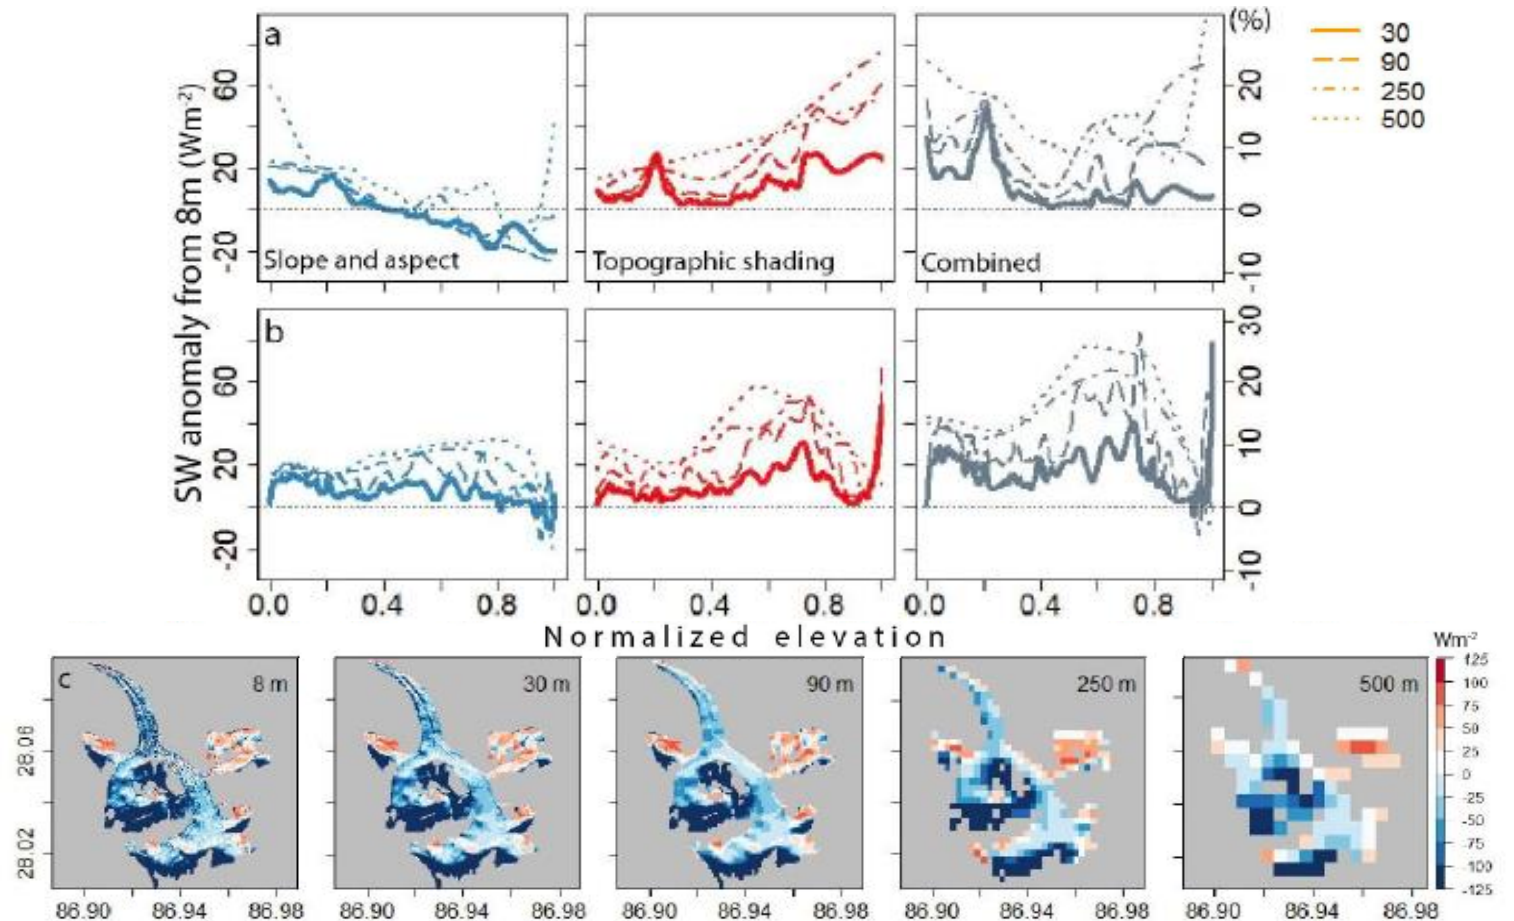 a
(%)
30
90
250
500
60
20
-20
20
10
0
-10
Slope and aspect
Topographic shading
Combined
SW anomaly from 8m (Wm-2)
b
60
20
-20
30
20
10
0
-10
0.0 0.4 0.8 0.0 0.4 0.8 0.0 0.4 0.8
Normalized elevation
Wm-2
c
8 m
30 m
90 m
250 m
500 m
125
100
75
50
25
0
-25
-50
-75
-100
-125
28.06
28.02
86.90 86.94 86.98 86.90 86.94 86.98 86.90 86.94 86.98 86.90 86.94 86.98 86.90 86.94 86.98